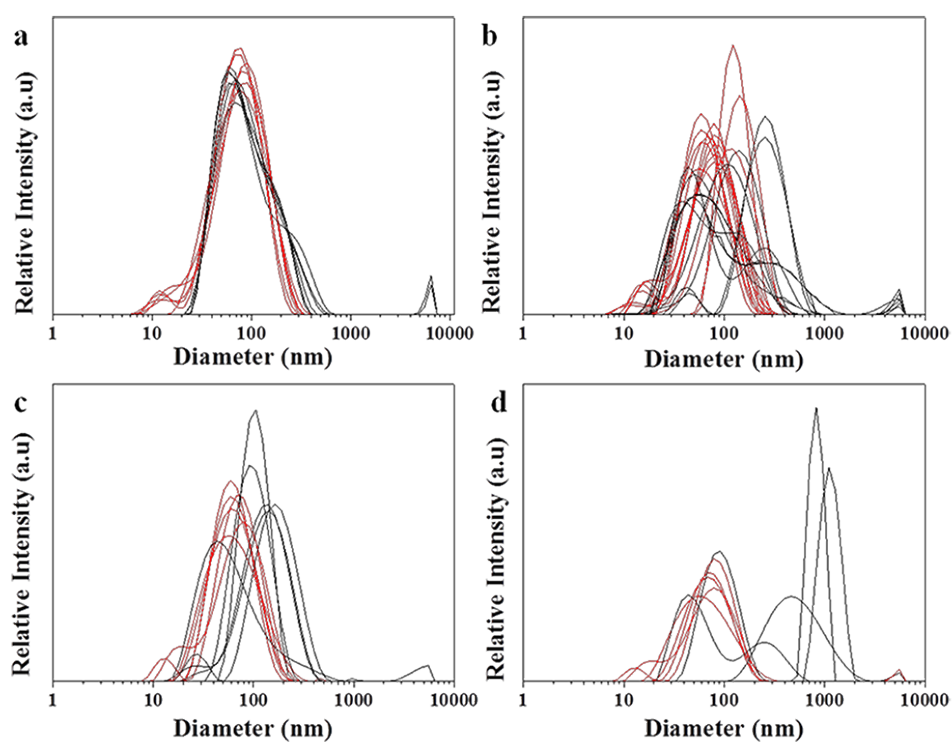 a
Relative Intensity (a.u)
1 10 100 1000 10000
Diameter (nm)
b
Relative Intensity (a.u)
1 10 100 1000 10000
Diameter (nm)
c
Relative Intensity (a.u)
1 10 100 1000 10000
Diameter (nm)
d
Relative Intensity (a.u)
1 10 100 1000 10000
Diameter (nm)